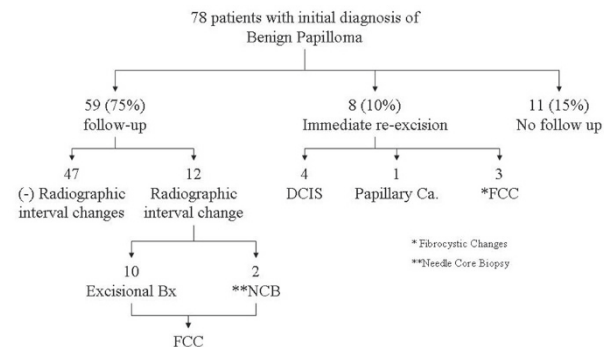 78 patients with initial diagnosis of
Benign Papilloma
59 (75%)
follow-up
8 (10%)
Immediate re-excision
11 (15%)
No follow up
47
(-) Radiographic
interval changes
12
Radiographic
interval change
4
DCIS
1
Papillary Ca.
3
*FCC
* Fibrocystic Changes
**Needle Core Biopsy
10
Excisional Bx
2
**NCB
FCC